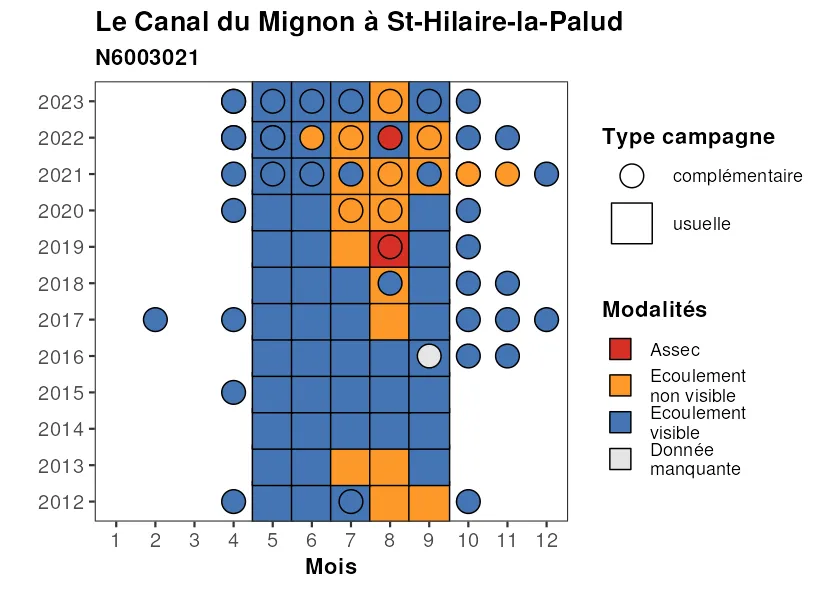 Le Canal du Mignon à St-Hilaire-la-Palud
N6003021
2023
2022
2021
2020
2019
2018
2017
2016
2015
2014
2013
2012
1 2 3 4 5 6 7 8 9 10 11 12
Mois
Type campagne
complémentaire
usuelle
Modalités
Assec
Ecoulement
non visible
Ecoulement
visible
Donnée
manquante